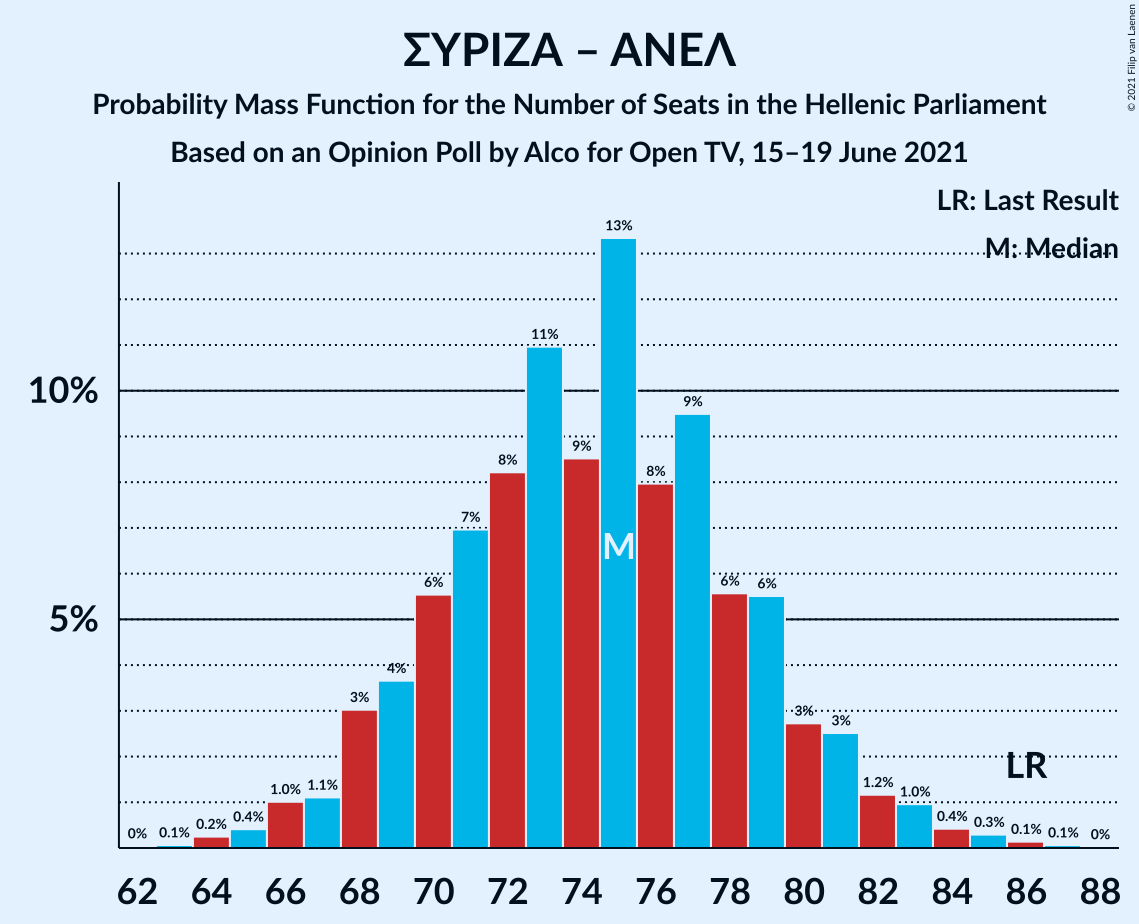 ΣΥΡΙΖΑ – ΑΝΕΛ
Probability Mass Function for the Number of Seats in the Hellenic Parliament
Based on an Opinion Poll by Alco for Open TV, 15–19 June 2021
© 2021 Filip van Laenen
LR: Last Result
M: Median
10%
5%
0% 0.1% 0.2% 0.4% 1.0% 1.1% 3% 4% 6% 7% 8% 11% 9% 13% 8% 9% 6% 6% 3% 3% 1.2% 1.0% 0.4% 0.3% 0.1% 0.1% 0%
M
LR
62 64 66 68 70 72 74 76 78 80 82 84 86 88